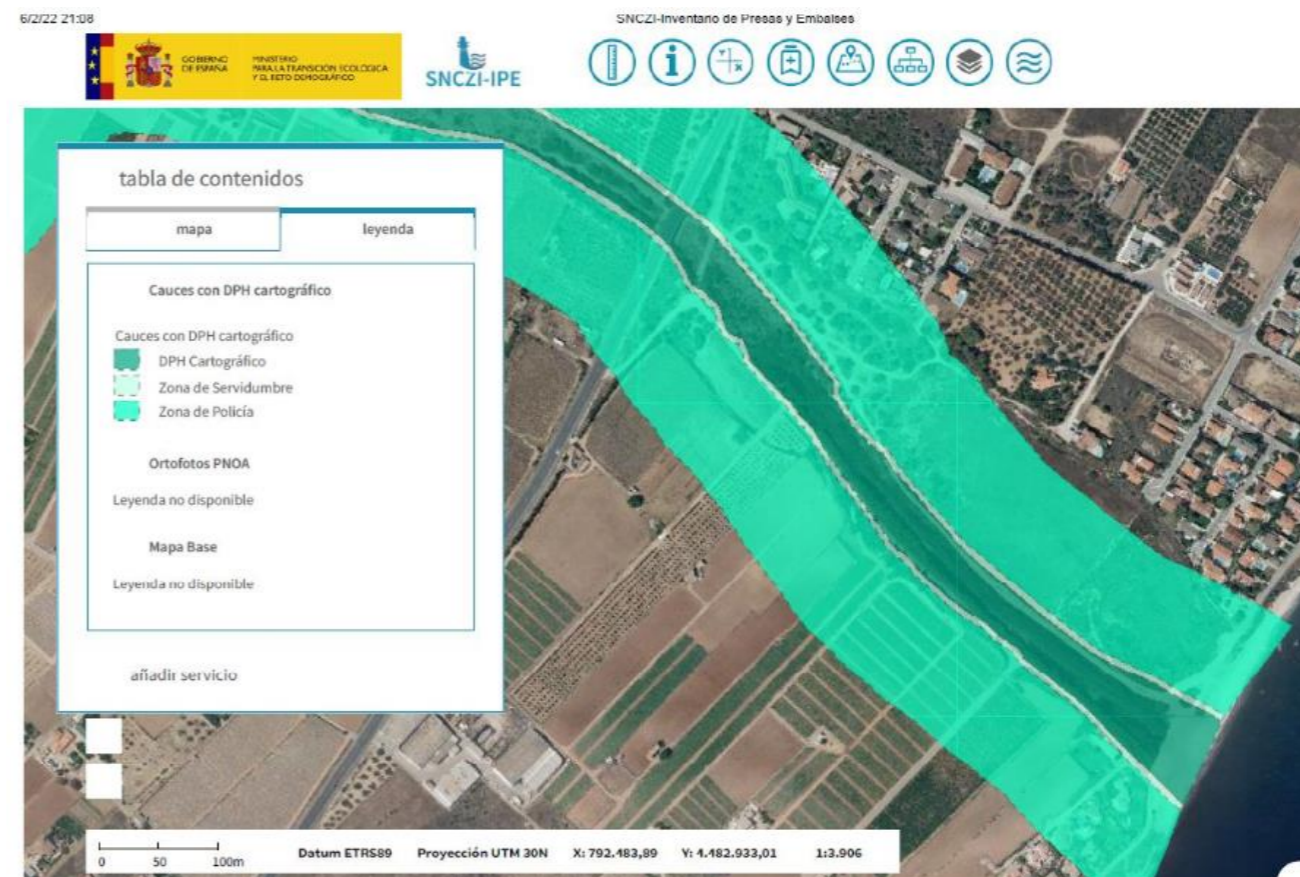 6/2/22 21:08
SNCZI-Inventario de Presas y Embalses
GOBIERNO
DE ESPAÑA
MINISTERIO
PARA LA TRANSICIÓN ECOLÓGICA
Y EL RETO DEMOGRÁFICO
SNCZI-IPE
tabla de contenidos
mapa
leyenda
Cauces con DPH cartográfico
Cauces con DPH cartográfico
DPH Cartográfico
Zona de Servidumbre
Zona de Policía
Ortofotos PNOA
Leyenda no disponible
Mapa Base
Leyenda no disponible
añadir servicio
0 50 100m
Datum ETRS89 Proyección UTM 30N X: 792.483,89 Y: 4.482.933,01 1:3.906